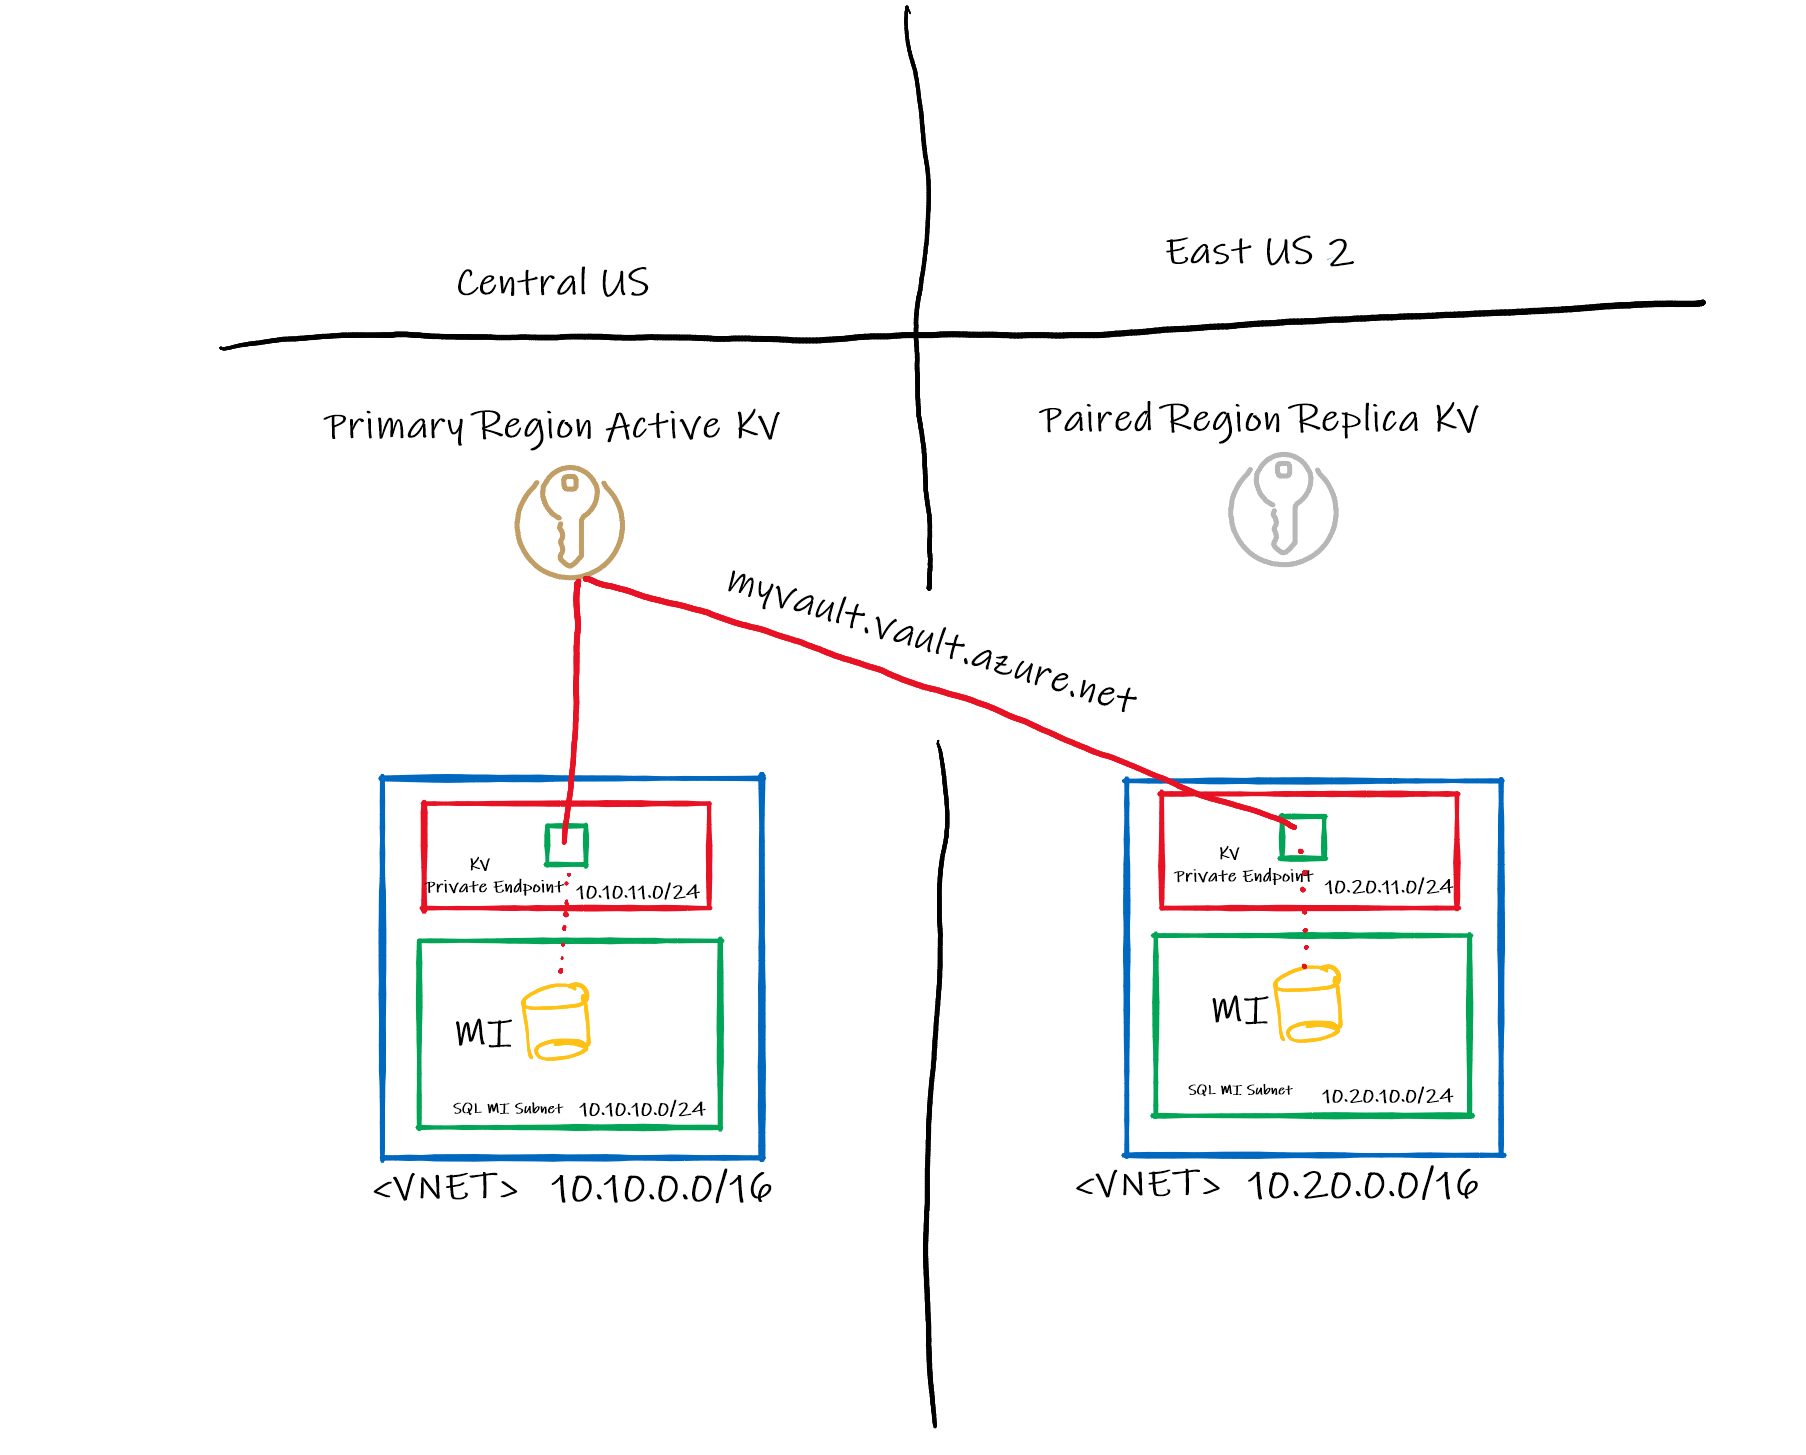 Central US
East US 2
Primary Region Active KV
Paired Region Replica KV
myvault.vault.azure.net
KV
Private Endpoint
10.10.11.0/24
MI
SQL MI Subnet
10.10.10.0/24
<VNET> 10.10.0.0/16
KV
Private Endpoint
10.20.11.0/24
MI
SQL MI Subnet
10.20.10.0/24
<VNET> 10.20.0.0/16